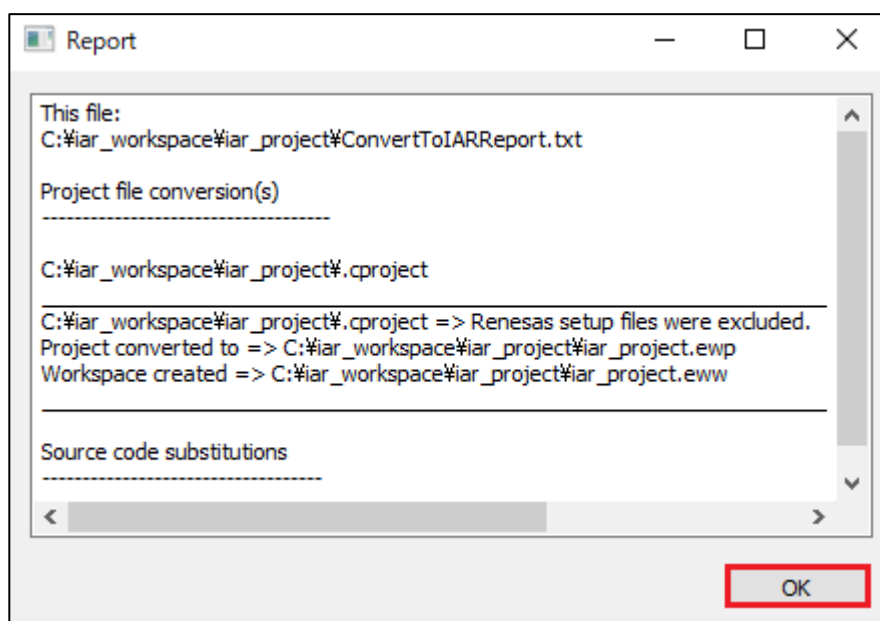 Report
This file:
C:¥iar_workspace¥iar_project¥ConvertToIARReport.txt
Project file conversion(s)
------------------------------------
C:¥iar_workspace¥iar_project¥.cproject
C:¥iar_workspace¥iar_project¥.cproject => Renesas setup files were excluded.
Project converted to => C:¥iar_workspace¥iar_project¥iar_project.ewp
Workspace created => C:¥iar_workspace¥iar_project¥iar_project.eww
Source code substitutions
-----------------------------------
OK